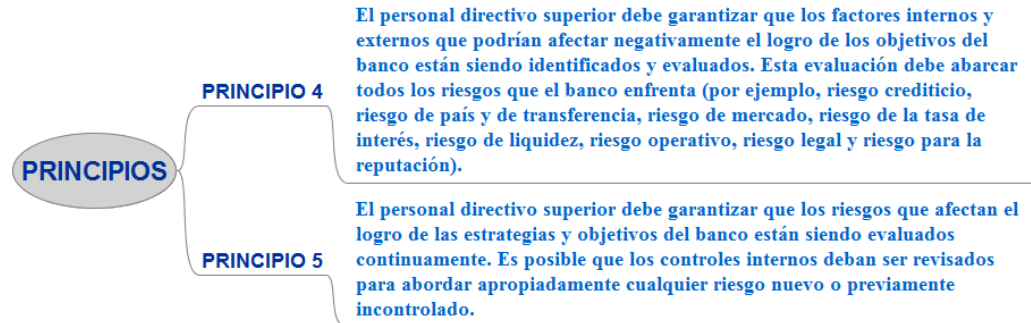 PRINCIPIOS
PRINCIPIO 4
El personal directivo superior debe garantizar que los factores internos y
externos que podrían afectar negativamente el logro de los objetivos del
banco están siendo identificados y evaluados. Esta evaluación debe abarcar
todos los riesgos que el banco enfrenta (por ejemplo, riesgo crediticio,
riesgo de país y de transferencia, riesgo de mercado, riesgo de la tasa de
interés, riesgo de liquidez, riesgo operativo, riesgo legal y riesgo para la
reputación).
PRINCIPIO 5
El personal directivo superior debe garantizar que los riesgos que afectan el
logro de las estrategias y objetivos del banco están siendo evaluados
continuamente. Es posible que los controles internos deban ser revisados
para abordar apropiadamente cualquier riesgo nuevo o previamente
incontrolado.